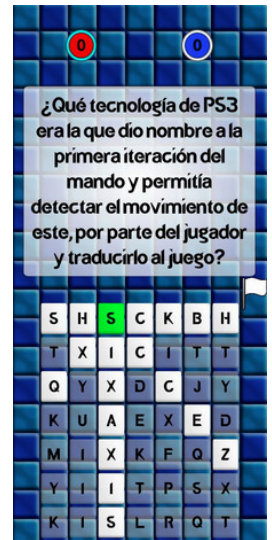 0 0
¿Qué tecnología de PS3
era la que dio nombre a la
primera iteración del
mando y permitía
detectar el movimiento de
este, por parte del jugador
y traducirlo al juego?
S H S C K B H
T X I C I T T
Q Y X D C J Y
K U A E X E D
M I X K F Q Z
Y I I T P S X
K I S L R Q T